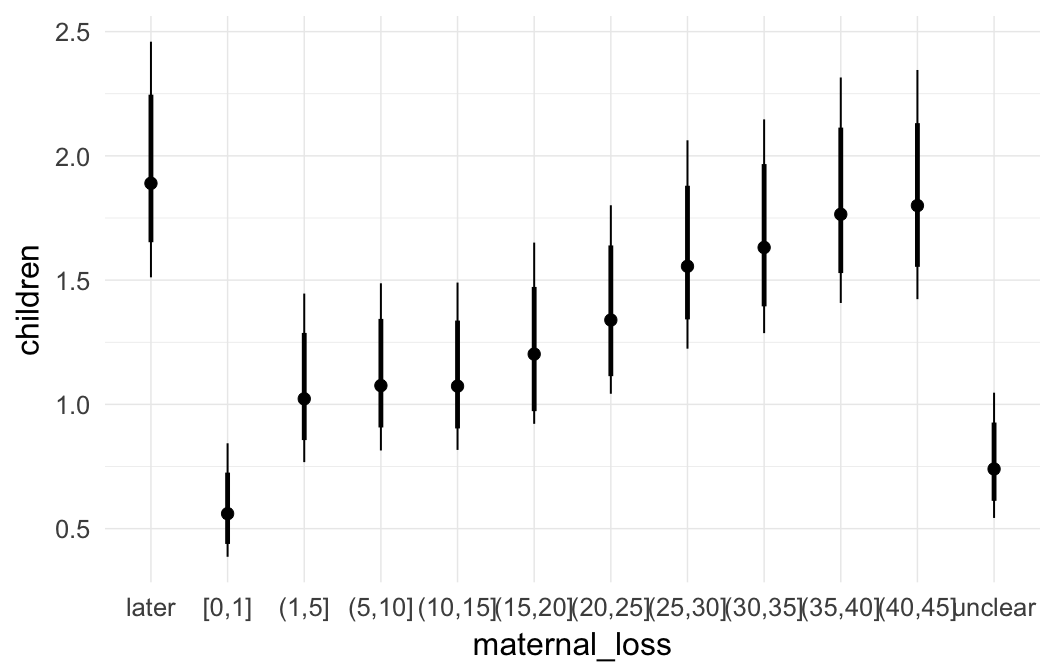 2.5
2.0
1.5
1.0
0.5
children
later [0,1] (1,5] (5,10] (10,15] (15,20] (20,25] (25,30] (30,35] (35,40] (40,45] unclear
maternal_loss